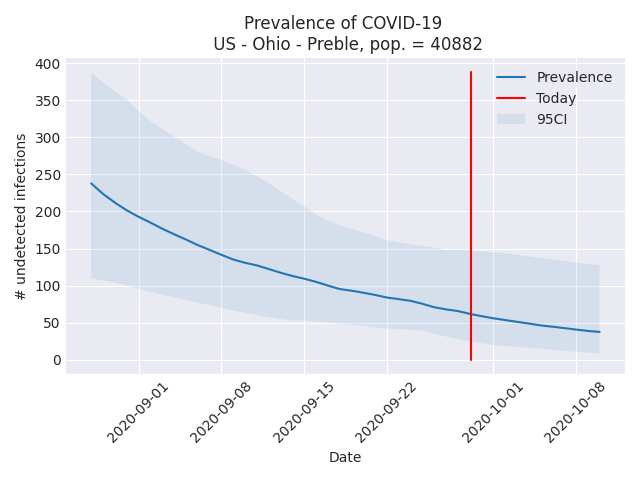 Prevalence of COVID-19
US - Ohio - Preble, pop. = 40882
# undetected infections
400
350
300
250
200
150
100
50
0
Prevalence
Today
95CI
2020-09-01
2020-09-08
2020-09-15
2020-09-22
2020-10-01
2020-10-08
Date